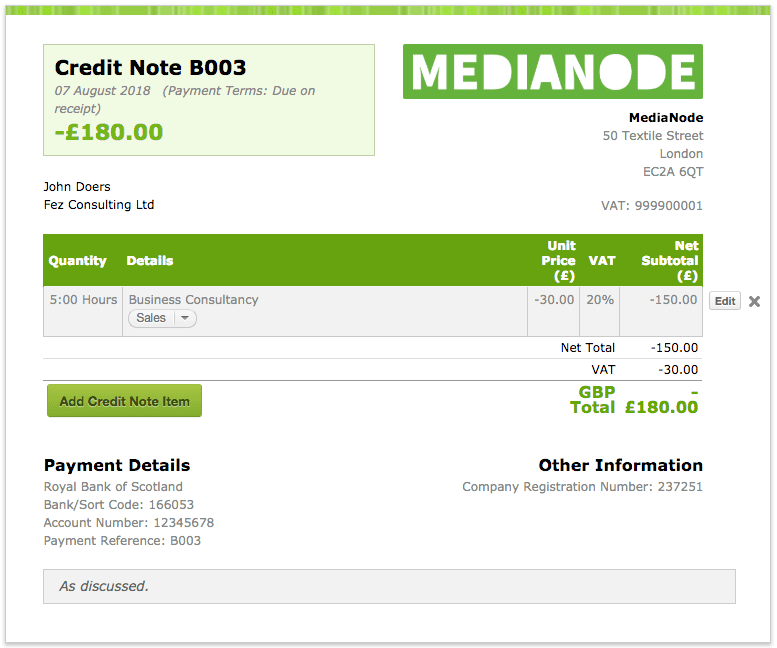 Credit Note B003
07 August 2018 (Payment Terms: Due on
receipt)
-£180.00
MEDIANODE
MediaNode
50 Textile Street
London
EC2A 6QT
VAT: 999900001
John Doers
Fez Consulting Ltd
Quantity Details Unit Price (£) VAT Net Subtotal (£)
5:00 Hours Business Consultancy -30.00 20% -150.00 Edit
Sales
Net Total -150.00
VAT -30.00
Add Credit Note Item
GBP -
Total £180.00
Payment Details
Royal Bank of Scotland
Bank/Sort Code: 166053
Account Number: 12345678
Payment Reference: B003
Other Information
Company Registration Number: 237251
As discussed.